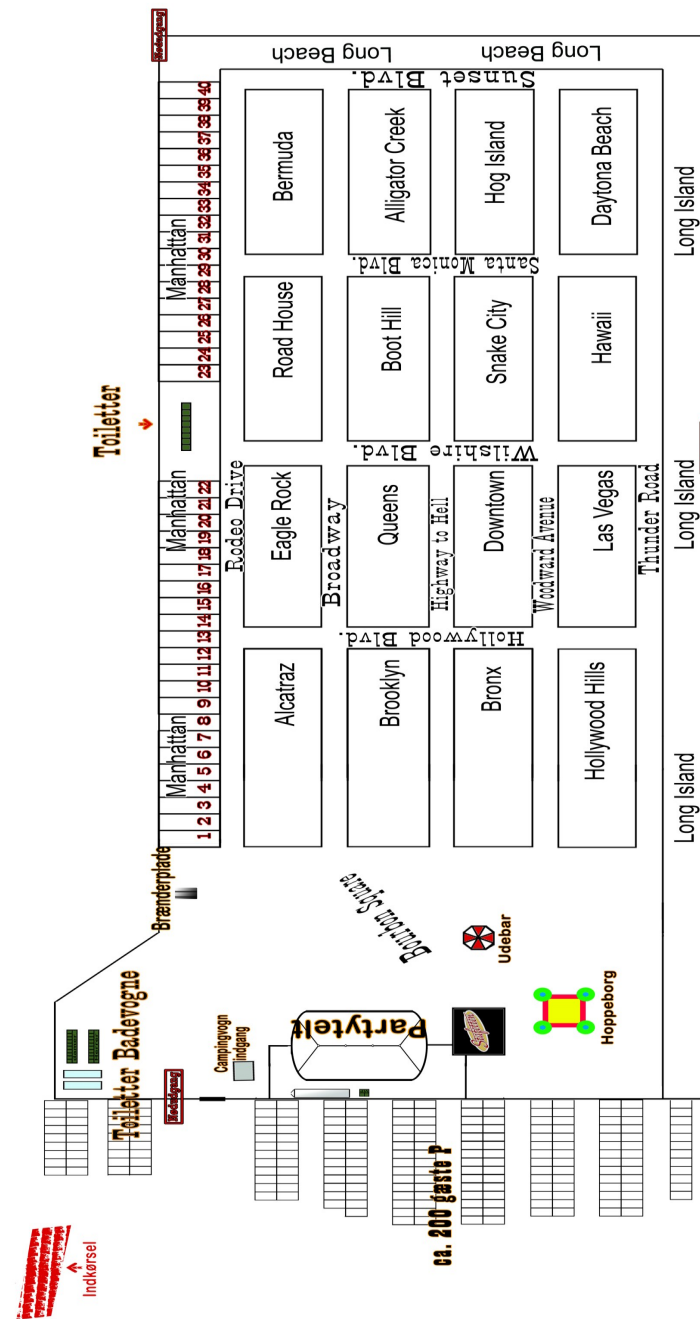 Nødudgang
Long Beach
Long Beach
Sunset Blvd.
40
39
38
37
36
35
34
33
32
31
30
29
28
27
26
25
24
23
Manhattan
Bermuda
Alligator Creek
Hog Island
Daytona Beach
Long Island
Santa Monica Blvd.
Road House
Boot Hill
Snake City
Hawaii
Toiletter
Wilshire Blvd.
Manhattan
22
21
20
19
18
17
16
15
14
13
12
11
10
9
8
7
6
5
4
3
2
1
Rodeo Drive
Eagle Rock
Broadway
Queens
Highway to Hell
Downtown
Woodward Avenue
Las Vegas
Thunder Road
Long Island
Hollywood Blvd.
Manhattan
Alcatraz
Brooklyn
Bronx
Hollywood Hills
Long Island
Brænderplade
Bourbon Square
Udebar
Toiletter Badevogne
Campingvogn
indgang
Partytelt
Hoppeborg
Nødudgang
ca. 200 gæste P
Indkørsel